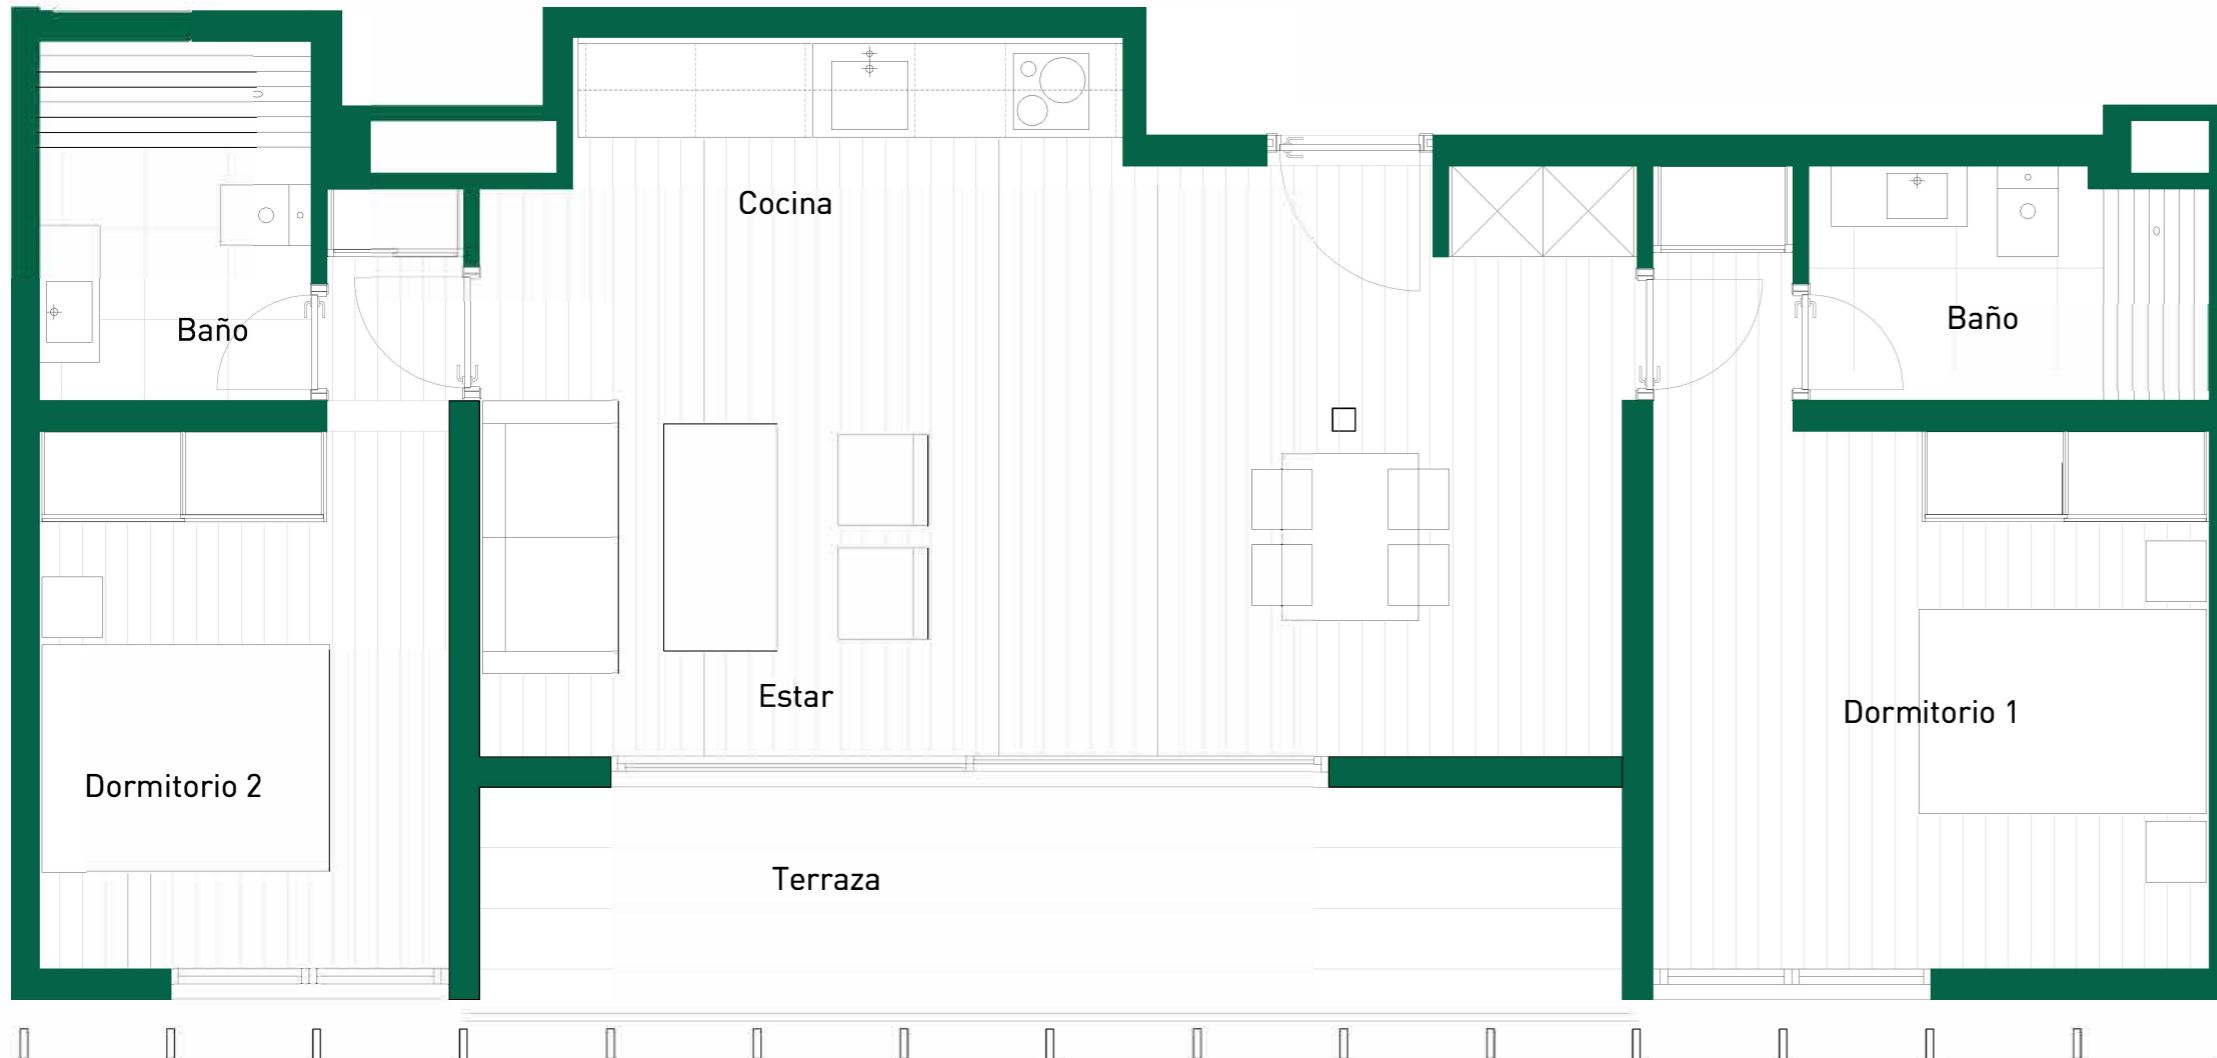 Cocina
Baño
Baño
Estar
Dormitorio 1
Dormitorio 2
Terraza